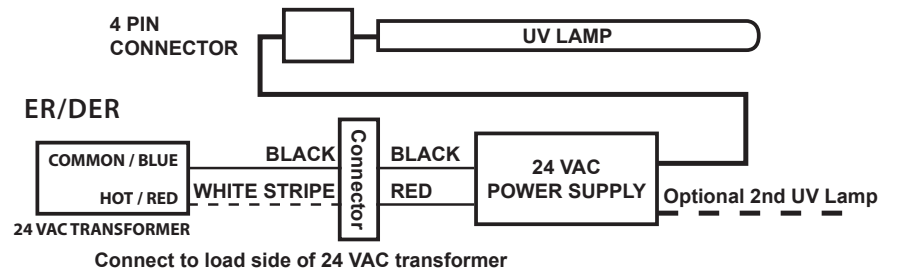 4 PIN
CONNECTOR
UV LAMP
ER/DER
COMMON / BLUE
HOT / RED
24 VAC TRANSFORMER
BLACK
WHITE STRIPE
Connector
BLACK
RED
24 VAC
POWER SUPPLY
Optional 2nd UV Lamp
Connect to load side of 24 VAC transformer